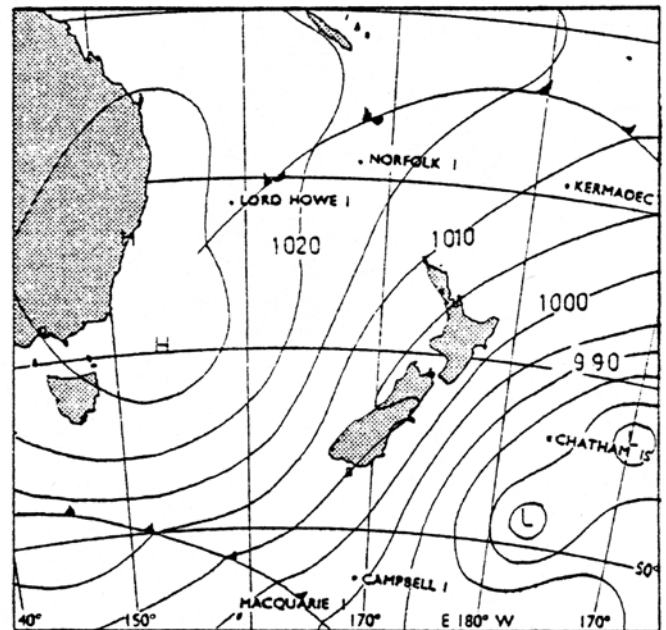 NORFOLK I
KERMADEC
LORD HOWE I
1010
1020
H
1000
H
990
CHATHAM IS
L
L
50°
CAMPBELL I
MACQUARIE I
40°
150°
170°
E 180° W
170°